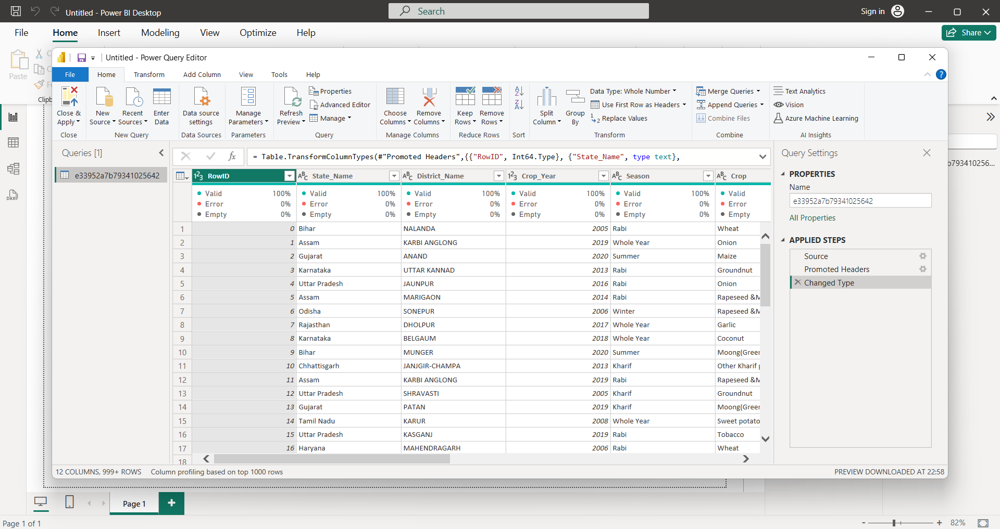 Untitled - Power BI Desktop
Search
Sign in
File Home Insert Modeling View Optimize Help
Share
Paste
Clipb
Untitled - Power Query Editor
File Home Transform Add Column View Tools Help
Close & Apply
New Source
Recent Sources
Enter Data
Data source settings
Manage Parameters
Refresh Preview
Properties
Advanced Editor
Manage
Choose Columns
Remove Columns
Keep Rows
Remove Rows
Split Column
Group By
Data Type: Whole Number
Use First Row as Headers
Replace Values
Merge Queries
Append Queries
Combine Files
Text Analytics
Vision
Azure Machine Learning
Close New Query Data Sources Parameters Query Manage Columns Reduce Rows Sort Transform Combine AI Insights
Queries [1]
e33952a7b79341025642
= Table.TransformColumnTypes(#"Promoted Headers",{{"RowID", Int64.Type}, {"State_Name", type text},
RowID State_Name District_Name Crop_Year Season Crop
Valid 100% Valid 100% Valid 100% Valid 100% Valid 100% Valid
Error 0% Error 0% Error 0% Error 0% Error 0% Error
Empty 0% Empty 0% Empty 0% Empty 0% Empty 0% Empty
1 0 Bihar NALANDA 2005 Rabi Wheat
2 1 Assam KARBI ANGLONG 2019 Whole Year Onion
3 2 Gujarat ANAND 2020 Summer Maize
4 3 Karnataka UTTAR KANNAD 2013 Rabi Groundnut
5 4 Uttar Pradesh JAUNPUR 2016 Rabi Onion
6 5 Assam MARIGAON 2014 Rabi Rapeseed &M
7 6 Odisha SONEPUR 2006 Winter Rapeseed &M
8 7 Rajasthan DHOLPUR 2017 Whole Year Garlic
9 8 Karnataka BELGAUM 2018 Whole Year Coconut
10 9 Bihar MUNGER 2020 Summer Moong(Green
11 10 Chhattisgarh JANJGIR-CHAMPA 2013 Kharif Other Kharif p
12 11 Assam KARBI ANGLONG 2019 Rabi Rapeseed &M
13 12 Uttar Pradesh SHRAVASTI 2005 Kharif Groundnut
14 13 Gujarat PATAN 2019 Kharif Moong(Green
15 14 Tamil Nadu KARUR 2008 Whole Year Sweet potato
16 15 Uttar Pradesh KASGANJ 2019 Rabi Tobacco
17 16 Haryana MAHENDRAGARH 2006 Rabi Wheat
18
Query Settings
PROPERTIES
Name
e33952a7b79341025642
All Properties
APPLIED STEPS
Source
Promoted Headers
Changed Type
b793410256...
12 COLUMNS, 999+ ROWS Column profiling based on top 1000 rows
PREVIEW DOWNLOADED AT 22:58
Page 1
Page 1 of 1
82%